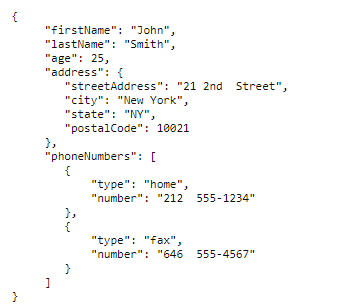 {
     "firstName": "John",
     "lastName": "Smith",
     "age": 25,
     "address": {
        "streetAddress": "21 2nd  Street",
        "city": "New York",
        "state": "NY",
        "postalCode": 10021
     },
     "phoneNumbers": [
        {
            "type": "home",
            "number": "212  555-1234"
        },
        {
            "type": "fax",
            "number": "646  555-4567"
        }
     ]
}